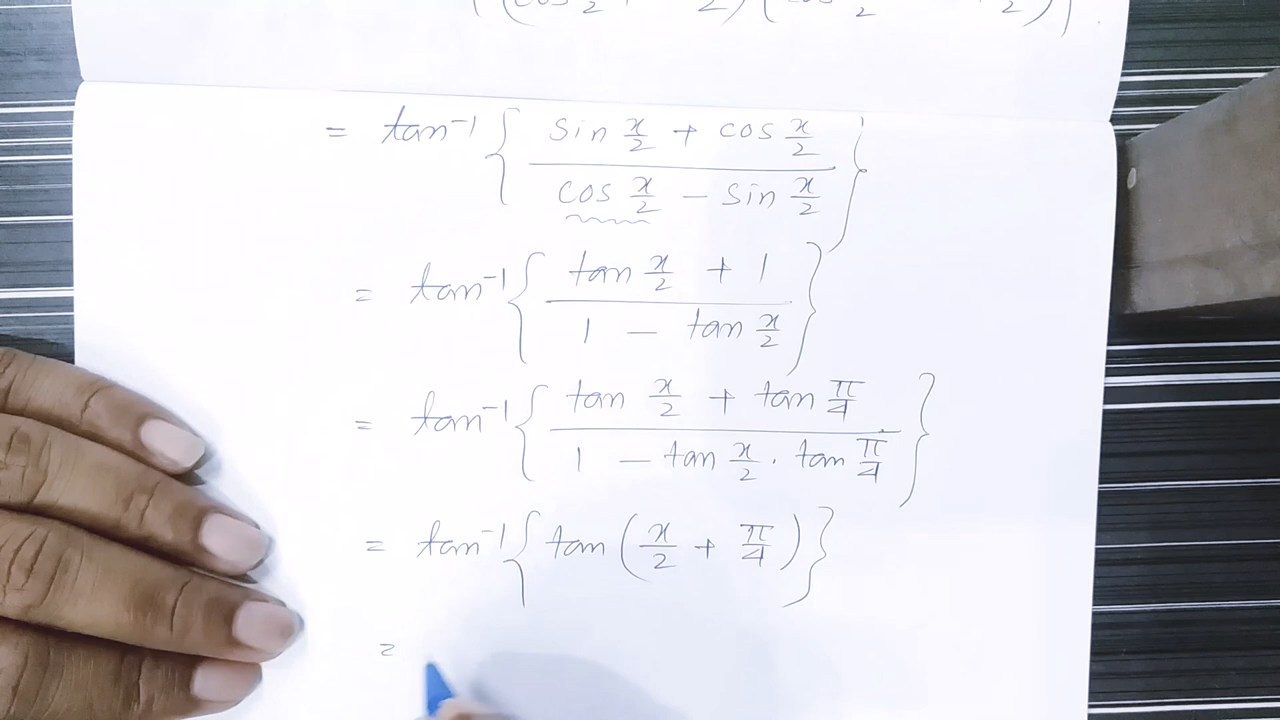 = tan⁻¹ { (sin x/2 + cos x/2) / (cos x/2 − sin x/2) }
= tan⁻¹ { (tan x/2 + 1) / (1 − tan x/2) }
= tan⁻¹ { (tan x/2 + tan π/4) / (1 − tan x/2 · tan π/4) }
= tan⁻¹ { tan (x/2 + π/4) }
=